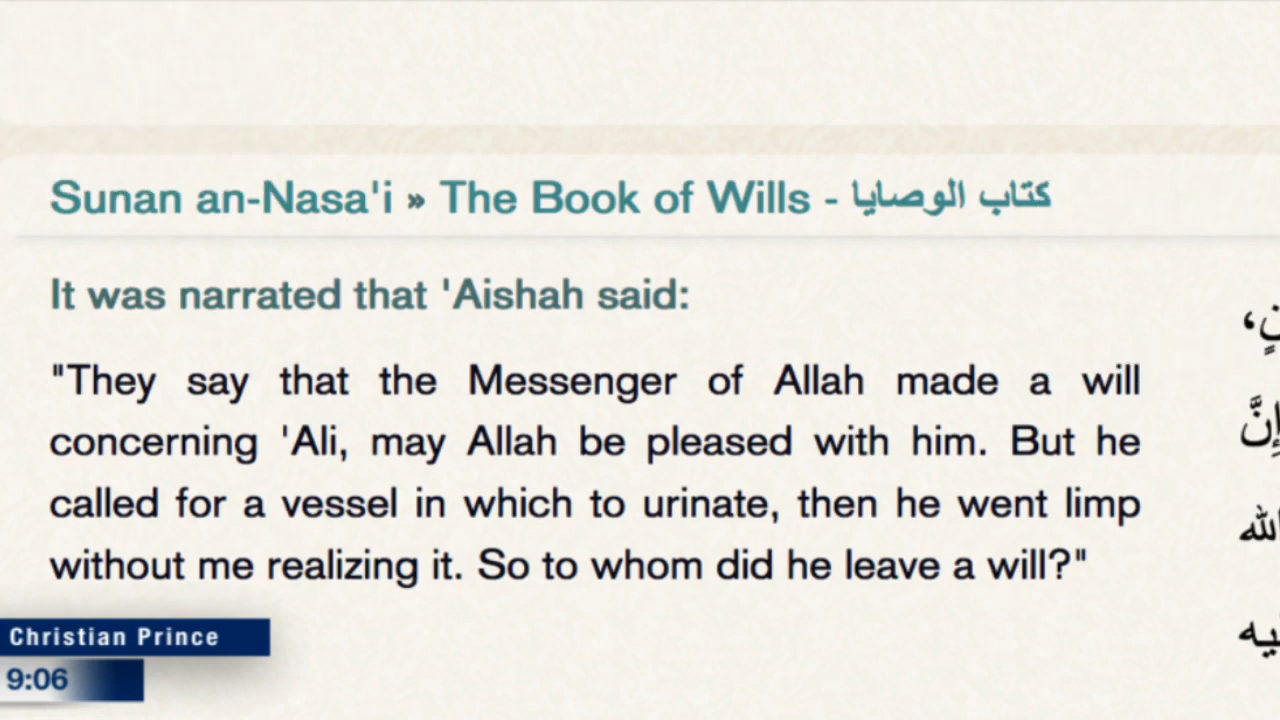 Sunan an-Nasa'i » The Book of Wills - كتاب الوصايا
It was narrated that 'Aishah said:
"They say that the Messenger of Allah made a will
concerning 'Ali, may Allah be pleased with him. But he
called for a vessel in which to urinate, then he went limp
without me realizing it. So to whom did he leave a will?"
إنَّ
الله
Christian Prince
9:06